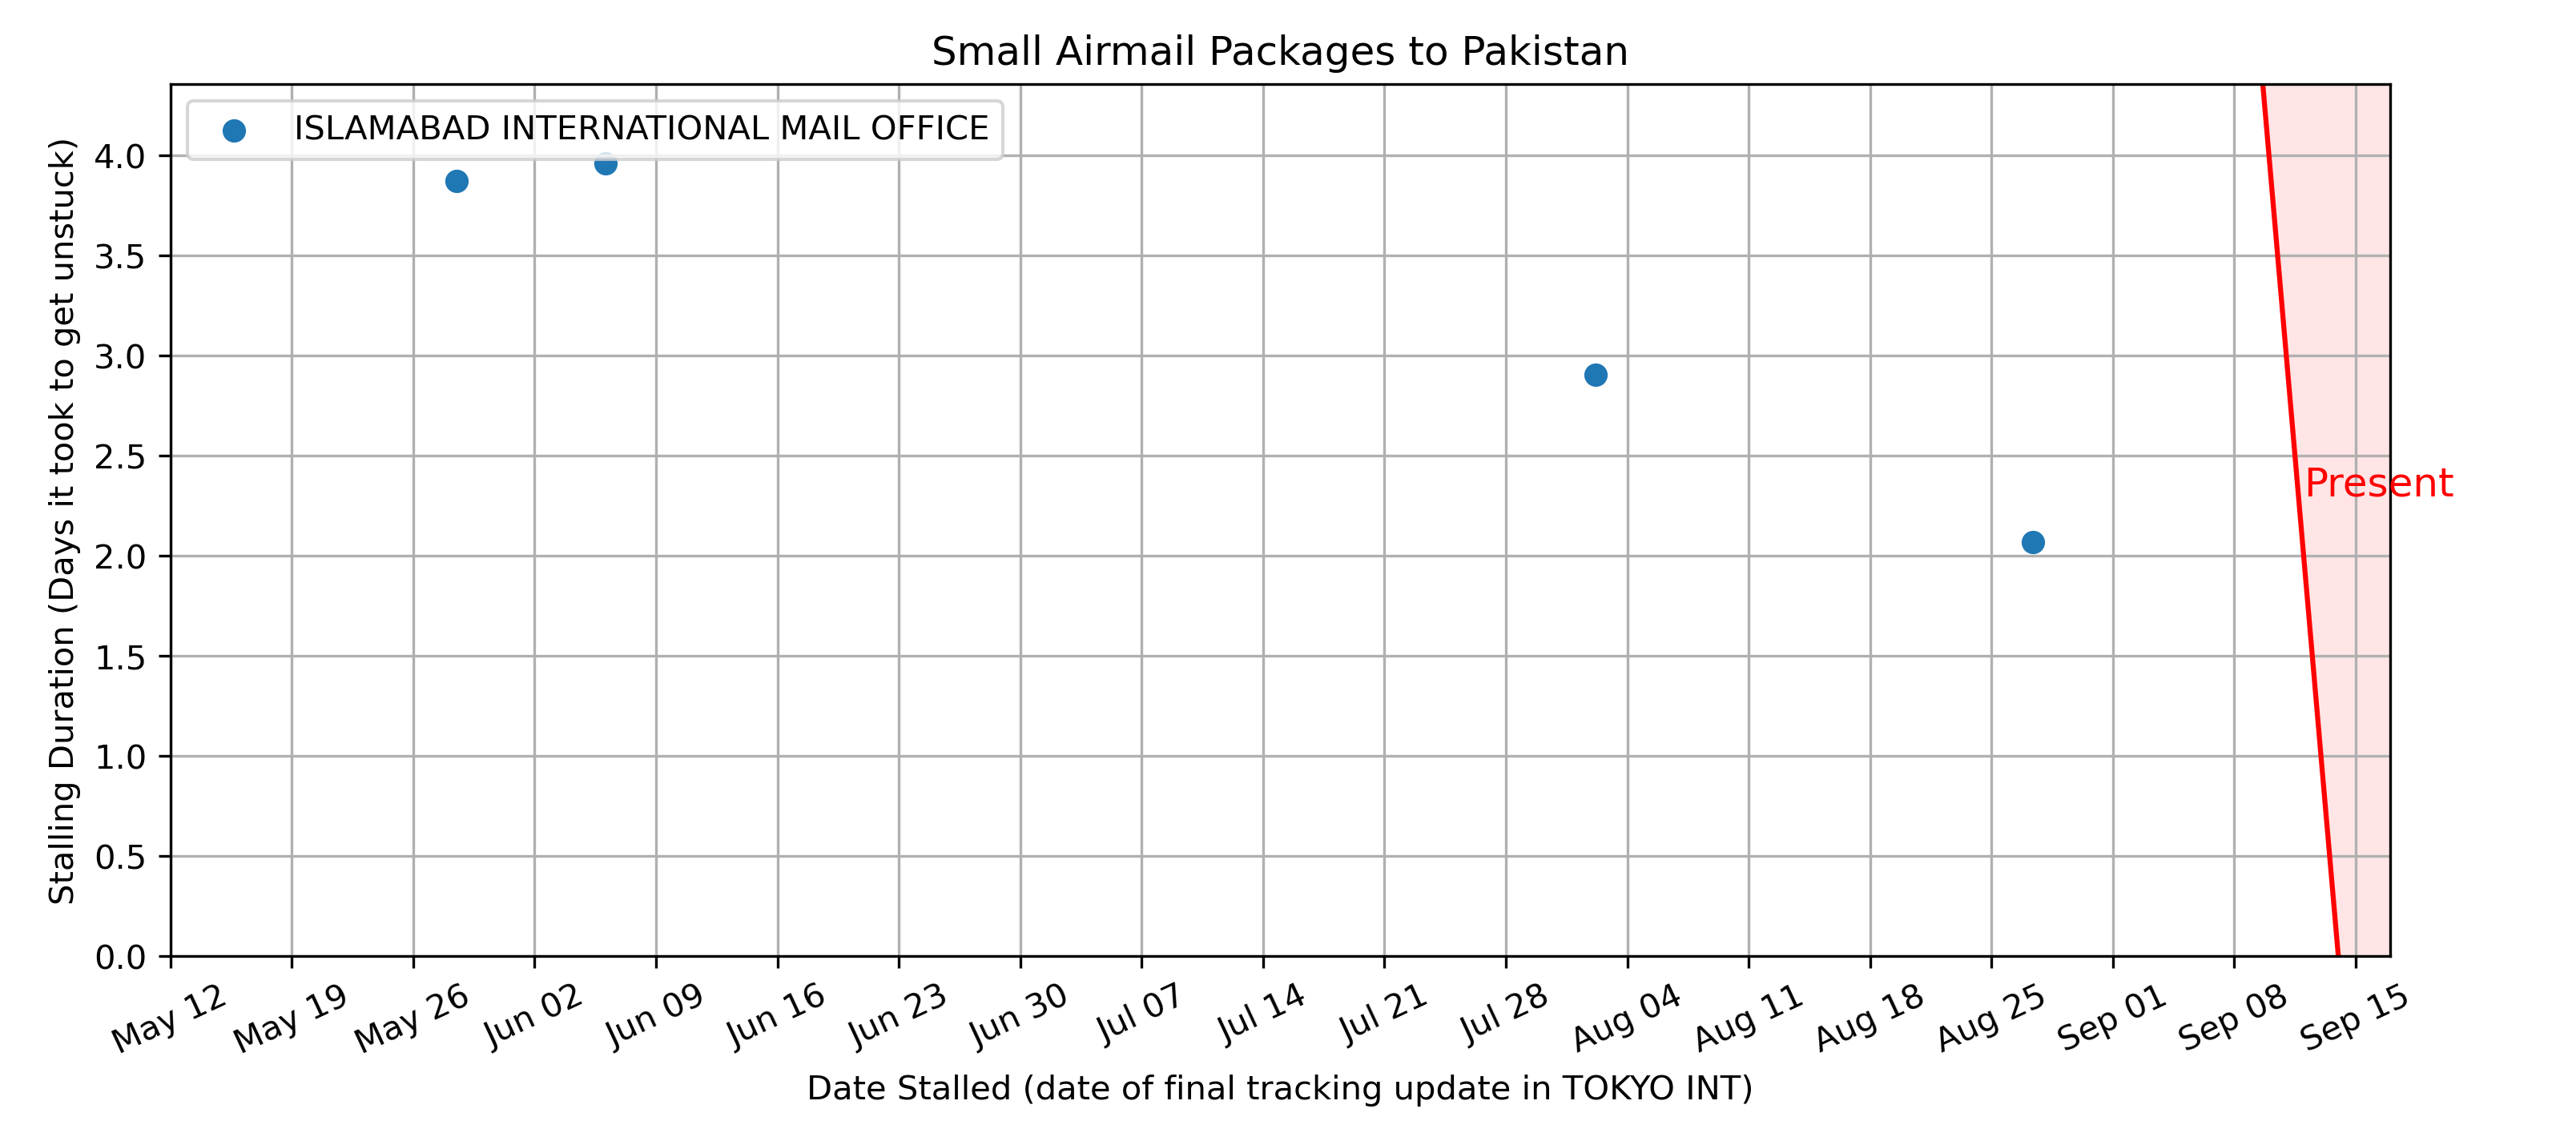 Small Airmail Packages to Pakistan
ISLAMABAD INTERNATIONAL MAIL OFFICE
Stalling Duration (Days it took to get unstuck)
4.0
3.5
3.0
2.5
2.0
1.5
1.0
0.5
0.0
Present
May 12 May 19 May 26 Jun 02 Jun 09 Jun 16 Jun 23 Jun 30 Jul 07 Jul 14 Jul 21 Jul 28 Aug 04 Aug 11 Aug 18 Aug 25 Sep 01 Sep 08 Sep 15
Date Stalled (date of final tracking update in TOKYO INT)